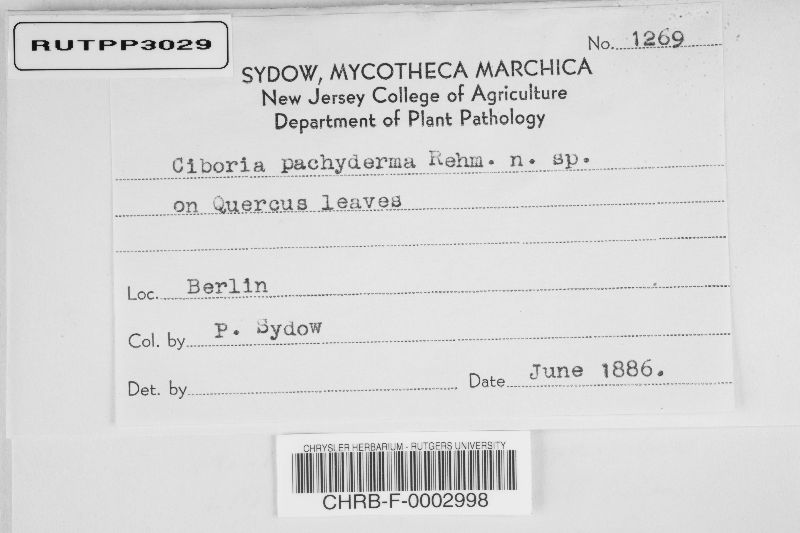 RUTPP3029
No. 1269
SYDOW, MYCOTHECA MARCHICA
New Jersey College of Agriculture
Department of Plant Pathology
Ciboria pachyderma Rehm. n. sp.
on Quercus leaves
Loc. Berlin
Col. by P. Sydow
Det. by
Date June 1886.
CHRYSLER HERBARIUM - RUTGERS UNIVERSITY
CHRB-F-0002998